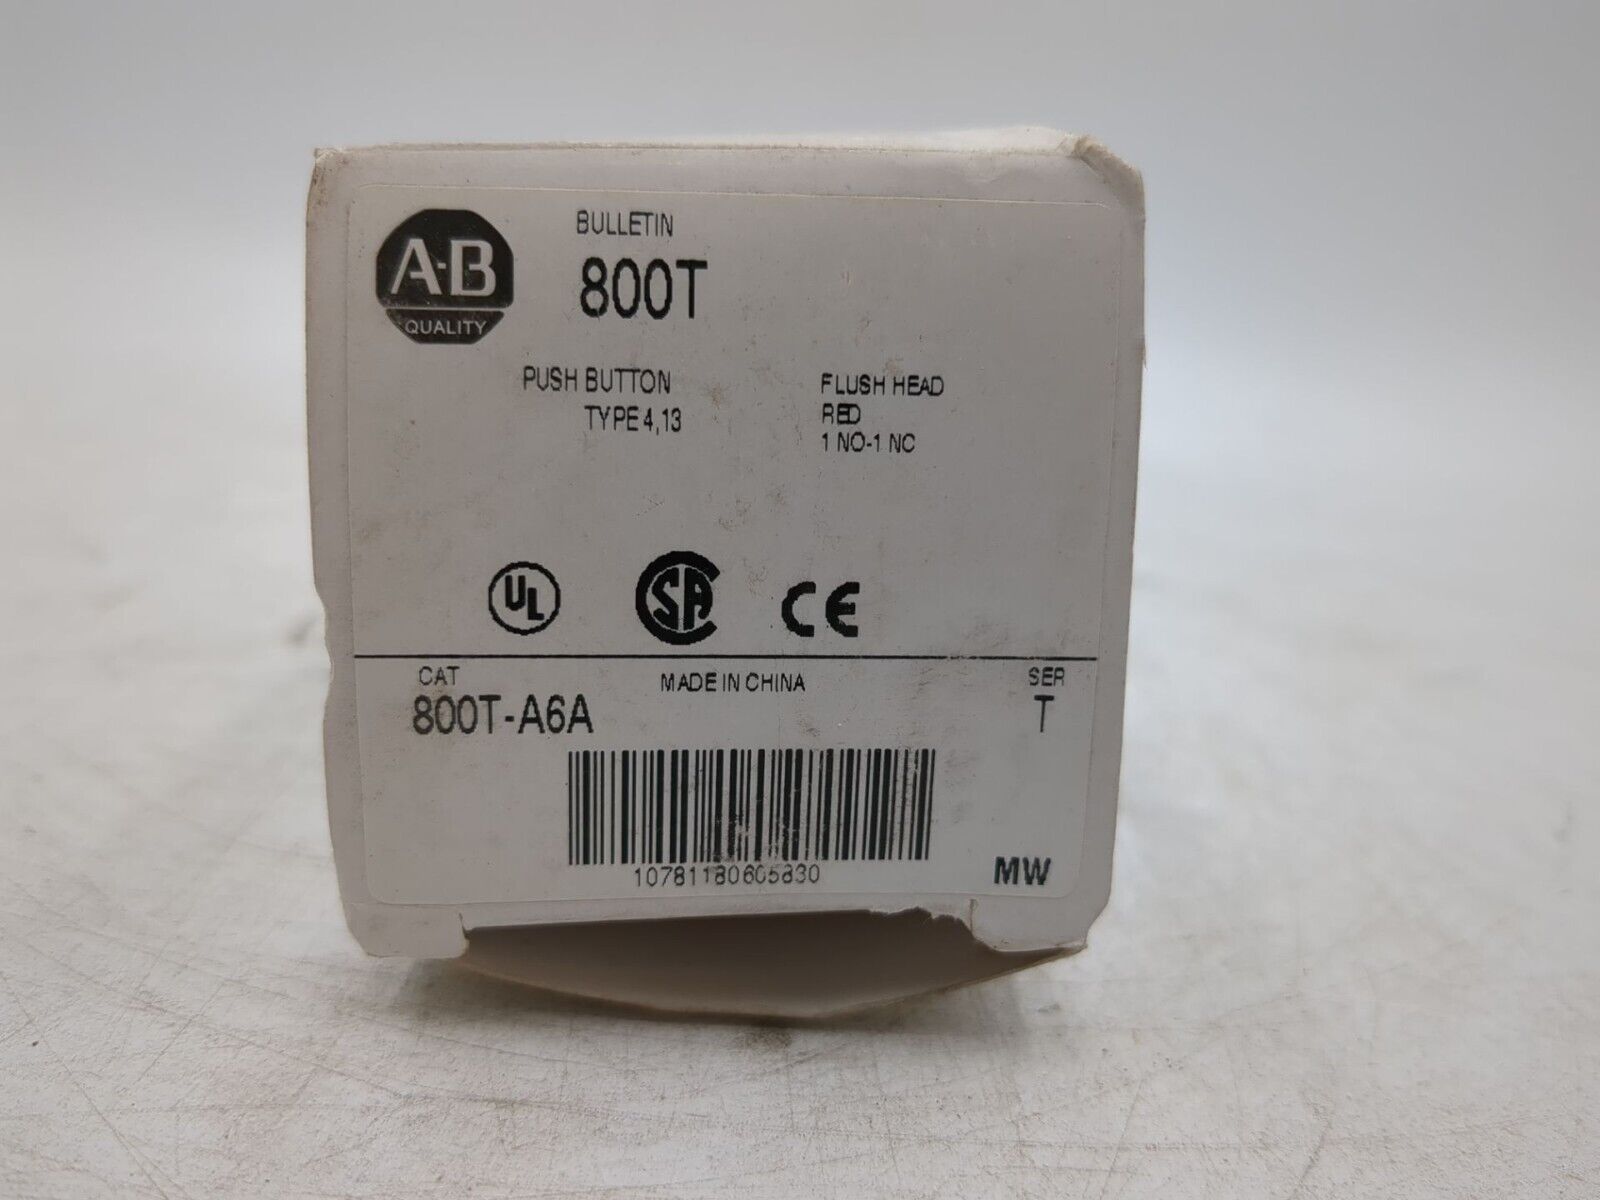 A-B
QUALITY
BULLETIN
800T
PUSH BUTTON
TYPE 4,13
FLUSH HEAD
RED
1 NO-1 NC
UL
CSA
CE
CAT
800T-A6A
MADE IN CHINA
SER
T
10781180605830
MW